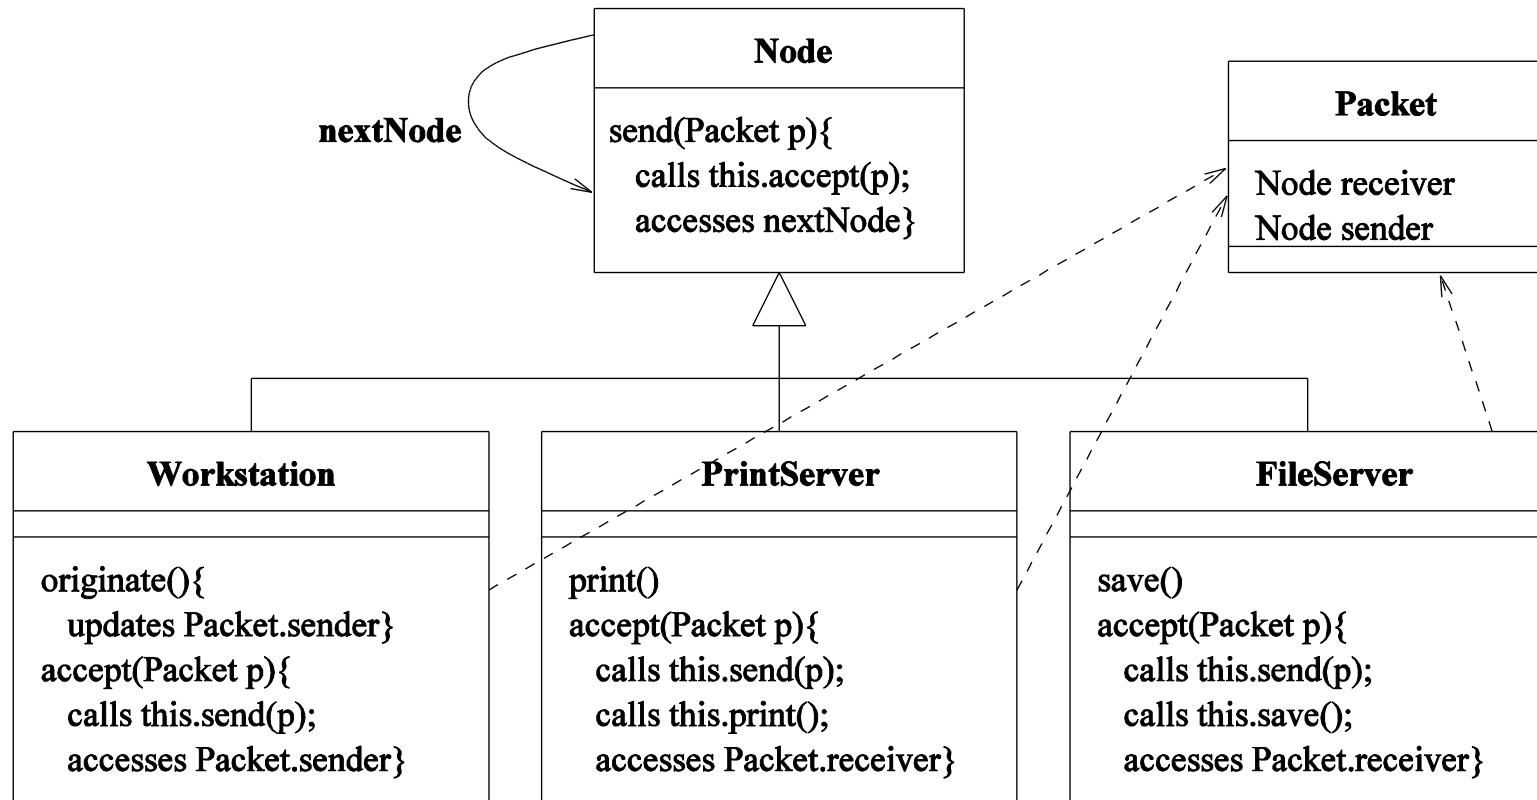 Node
nextNode
send(Packet p){
calls this.accept(p);
accesses nextNode}
Packet
Node receiver
Node sender
Workstation
originate(){
updates Packet.sender}
accept(Packet p){
calls this.send(p);
accesses Packet.sender}
PrintServer
print()
accept(Packet p){
calls this.send(p);
calls this.print();
accesses Packet.receiver}
FileServer
save()
accept(Packet p){
calls this.send(p);
calls this.save();
accesses Packet.receiver}